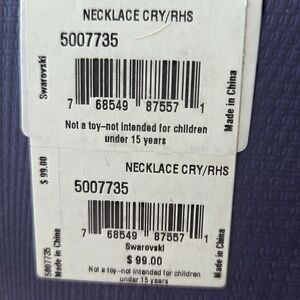 NECKLACE CRY/RHS
5007735
Swarovski
7 68549 87557 1
Made in China
Not a toy–not intended for children
under 15 years
NECKLACE CRY/RHS
5007735
$ 99.00
5007735
Made in China
7 68549 87557 1
Swarovski
$ 99.00
Not a toy–not intended for children
under 15 years